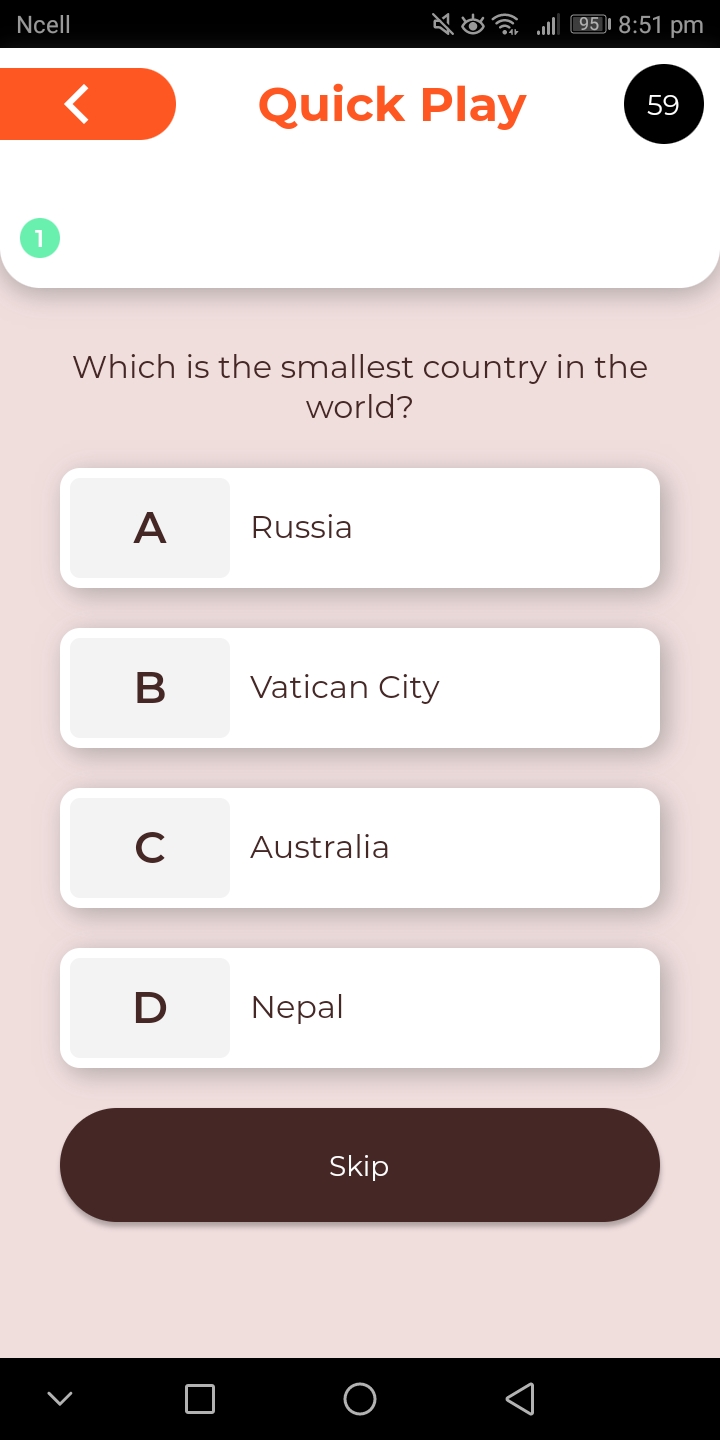 Ncell 95 8:51 pm
Quick Play 59
1
Which is the smallest country in the
world?
A Russia
B Vatican City
C Australia
D Nepal
Skip